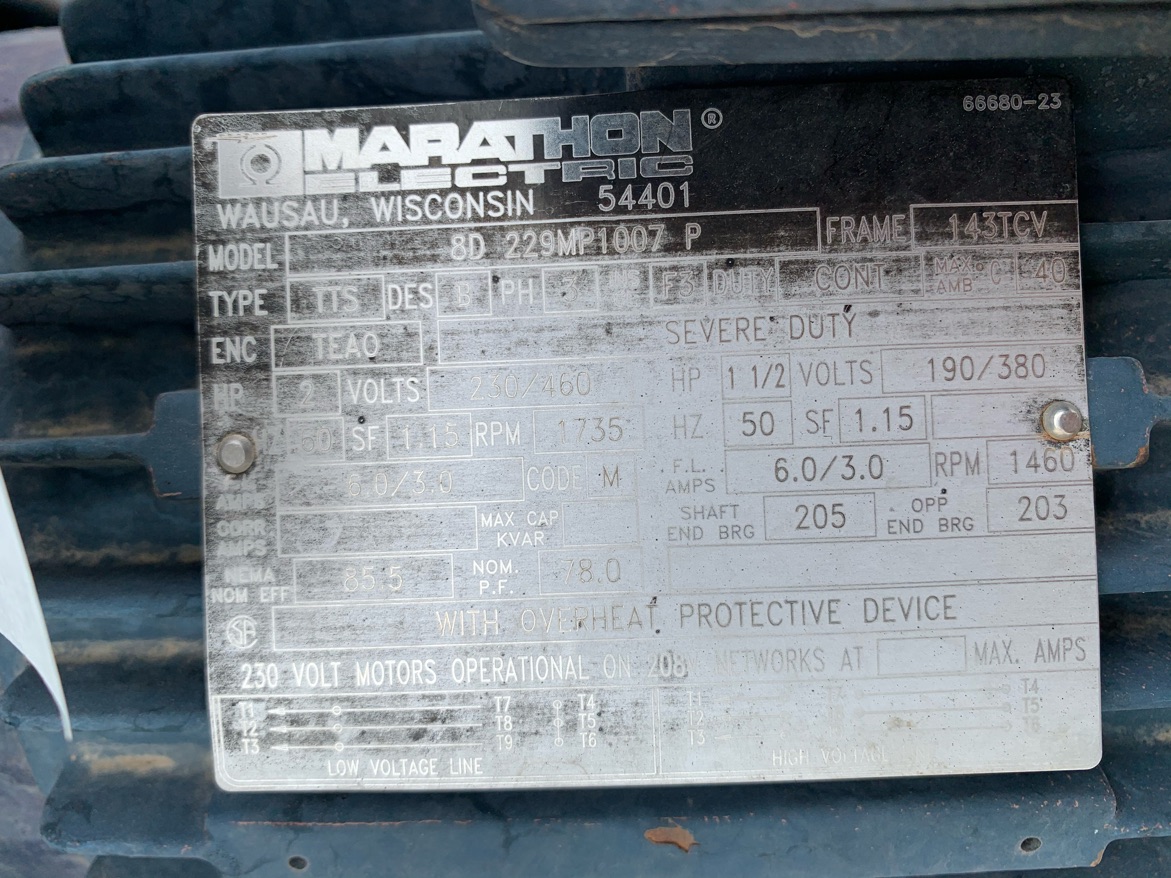 66680-23
MARATHON ®
ELECTRIC
WAUSAU, WISCONSIN 54401
MODEL 8D 229MP1007 P FRAME 143TCV
TYPE TTS DES B PH 3 F3 DUTY CONT MAX. AMB. C 40
ENC TEAO SEVERE DUTY
HP 2 VOLTS 230/460 HP 1 1/2 VOLTS 190/380
60 SF 1.15 RPM 1735 HZ 50 SF 1.15
AMPS 6.0/3.0 CODE M F.L. AMPS 6.0/3.0 RPM 1460
CORR AMPS MAX CAP KVAR SHAFT END BRG 205 OPP END BRG 203
NEMA NOM EFF 85.5 NOM. P.F. 78.0
WITH OVERHEAT PROTECTIVE DEVICE
230 VOLT MOTORS OPERATIONAL ON 208V NETWORKS AT MAX. AMPS
T1 T7 T4 T1 T4
T2 T8 T5 T2 T5
T3 T9 T6 T3 T6
LOW VOLTAGE LINE HIGH VOLTAGE